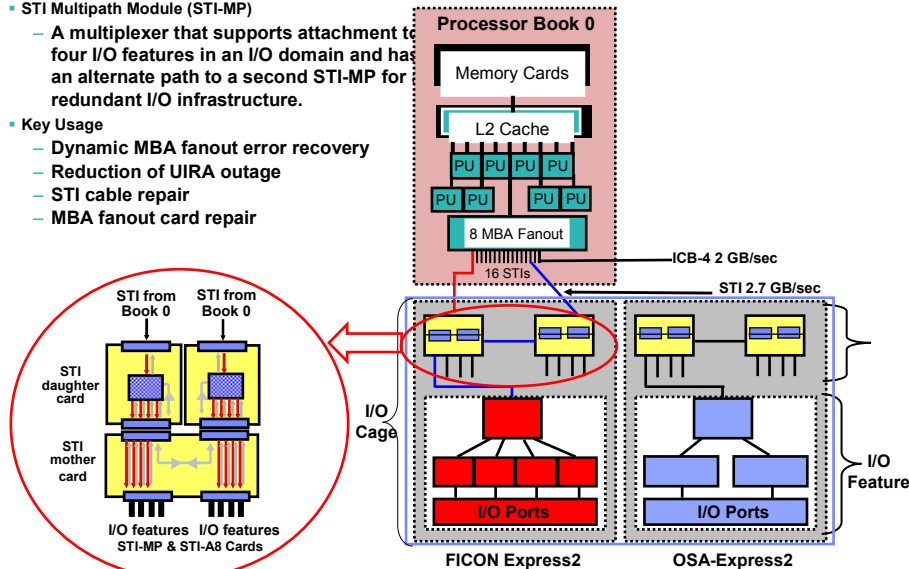 STI Multipath Module (STI-MP)
– A multiplexer that supports attachment to
four I/O features in an I/O domain and has
an alternate path to a second STI-MP for
redundant I/O infrastructure.
Key Usage
– Dynamic MBA fanout error recovery
– Reduction of UIRA outage
– STI cable repair
– MBA fanout card repair
Processor Book 0
Memory Cards
L2 Cache
PU PU PU PU
PU PU PU PU
8 MBA Fanout
16 STIs
ICB-4 2 GB/sec
STI 2.7 GB/sec
STI from
Book 0
STI from
Book 0
STI
daughter
card
STI
mother
card
I/O features
I/O features
STI-MP & STI-A8 Cards
I/O
Cage
I/O Ports
I/O Ports
I/O
Feature
FICON Express2
OSA-Express2